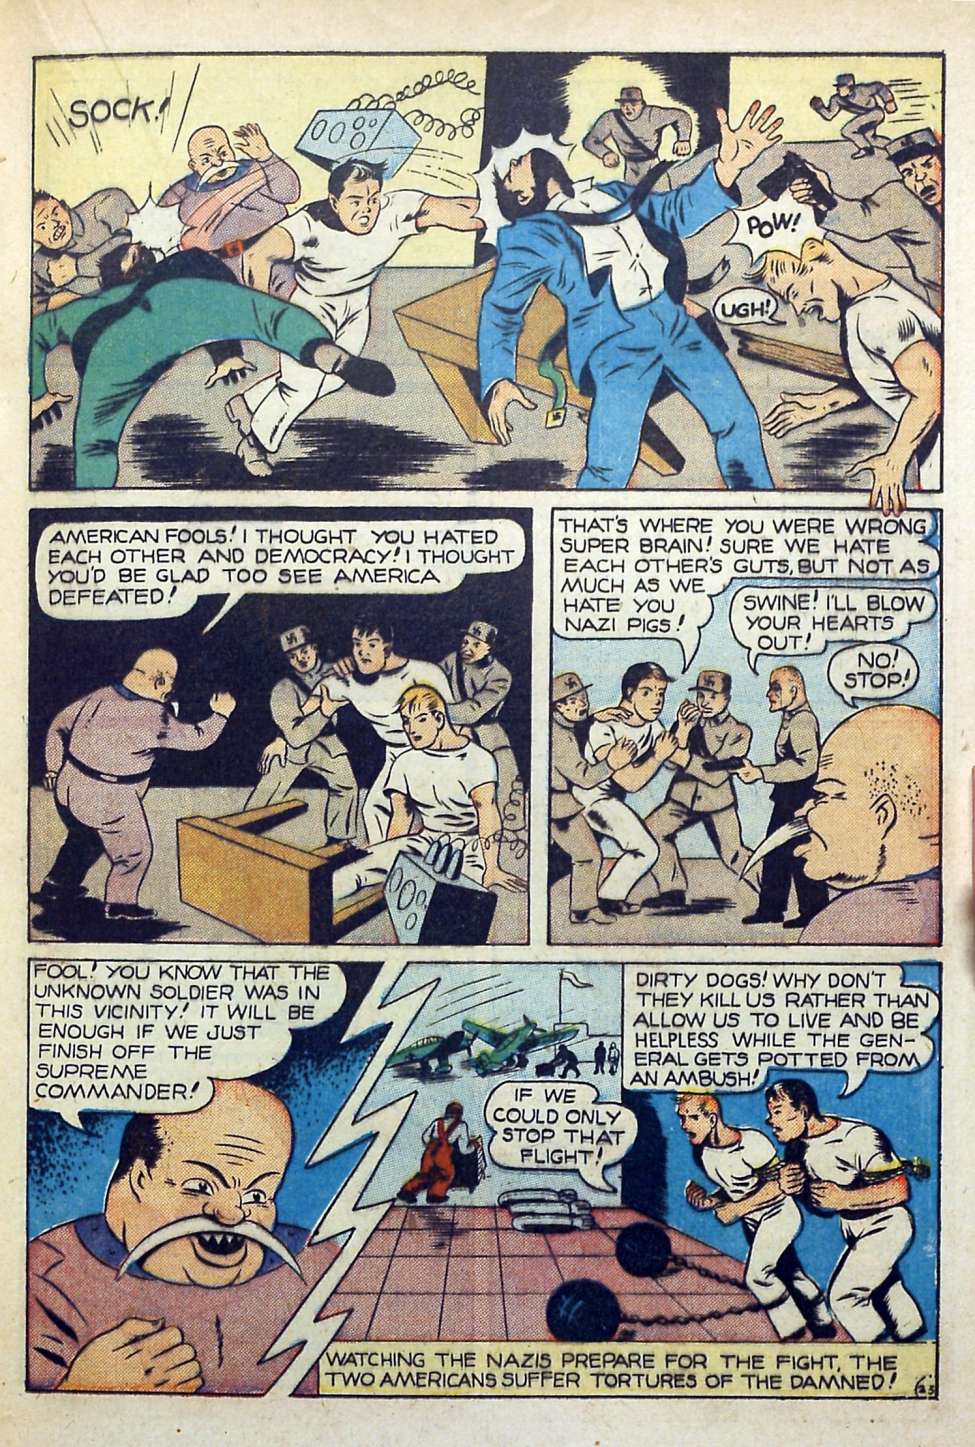 SOCK!
POW!
UGH!
AMERICAN FOOLS! I THOUGHT YOU HATED
EACH OTHER AND DEMOCRACY! I THOUGHT
YOU'D BE GLAD TOO SEE AMERICA
DEFEATED!
THAT'S WHERE YOU WERE WRONG
SUPER BRAIN! SURE WE HATE
EACH OTHER'S GUTS, BUT NOT AS
MUCH AS WE
HATE YOU
NAZI PIGS!
SWINE! I'LL BLOW
YOUR HEARTS
OUT!
NO!
STOP!
FOOL! YOU KNOW THAT THE
UNKNOWN SOLDIER WAS IN
THIS VICINITY! IT WILL BE
ENOUGH IF WE JUST
FINISH OFF THE
SUPREME
COMMANDER!
IF WE
COULD ONLY
STOP THAT
FLIGHT!
DIRTY DOGS! WHY DON'T
THEY KILL US RATHER THAN
ALLOW US TO LIVE AND BE
HELPLESS WHILE THE GEN-
ERAL GETS POTTED FROM
AN AMBUSH!
WATCHING THE NAZIS PREPARE FOR THE FIGHT, THE
TWO AMERICANS SUFFER TORTURES OF THE DAMNED!